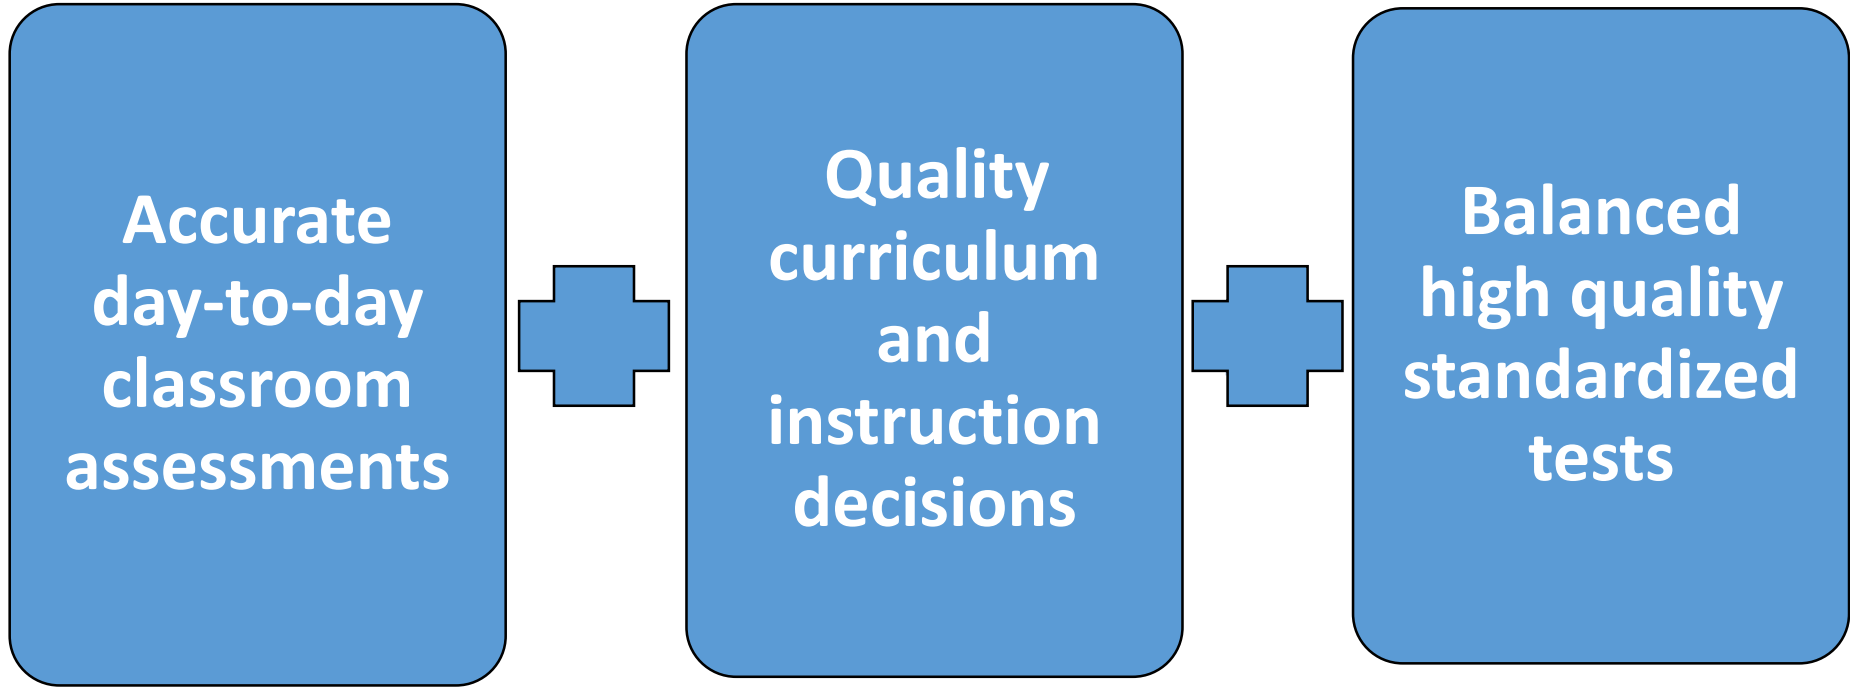 Accurate
day-to-day
classroom
assessments
Quality
curriculum
and
instruction
decisions
Balanced
high quality
standardized
tests